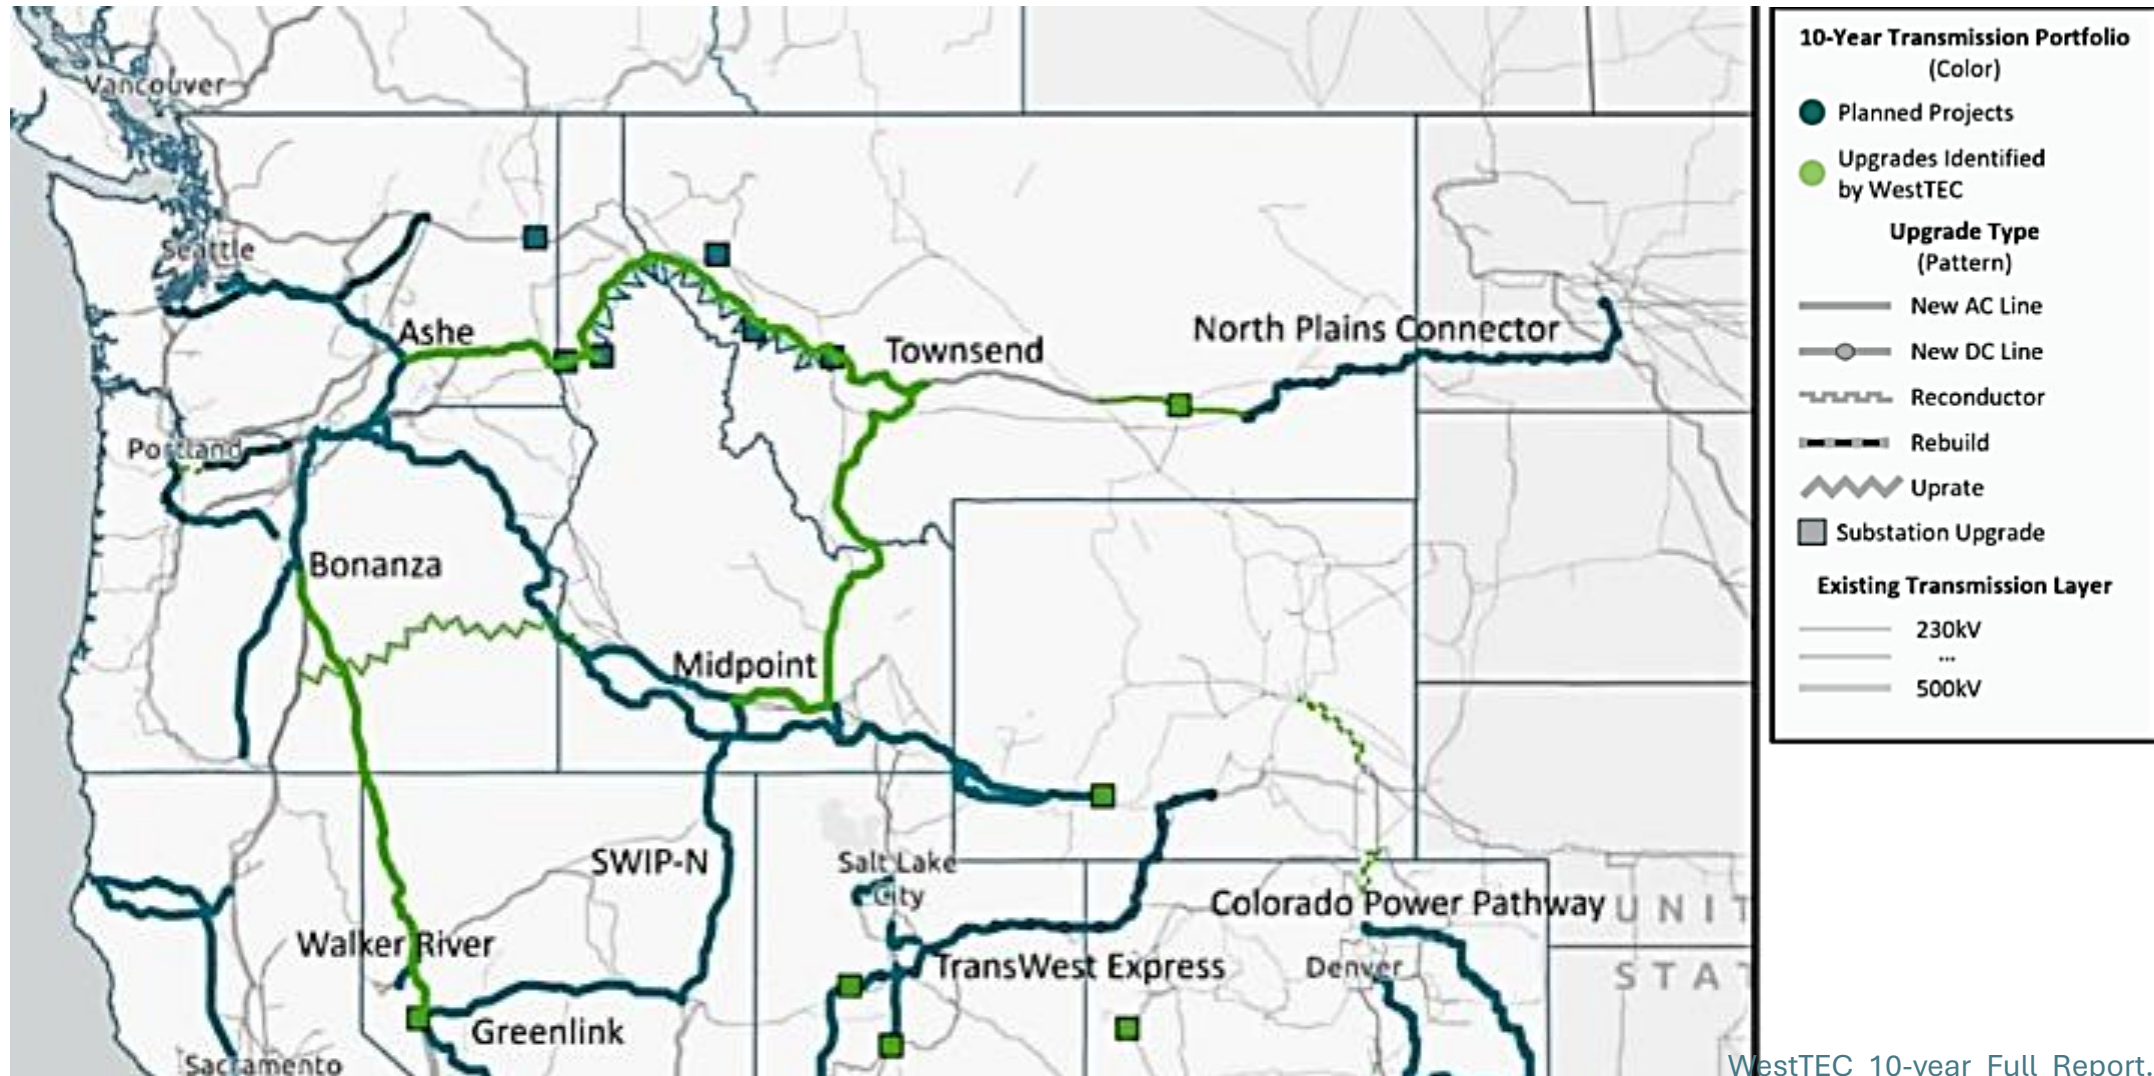 Vancouver
Seattle
Ashe
Townsend
North Plains Connector
Portland
Bonanza
Midpoint
SWIP-N
Salt Lake
City
Colorado Power Pathway
UNIT
Walker River
TransWest Express
Denver
STAT
Greenlink
Sacramento
10-Year Transmission Portfolio
(Color)
Planned Projects
Upgrades Identified
by WestTEC
Upgrade Type
(Pattern)
New AC Line
New DC Line
Reconductor
Rebuild
Uprate
Substation Upgrade
Existing Transmission Layer
230kV
...
500kV
WestTEC 10-year Full Report.